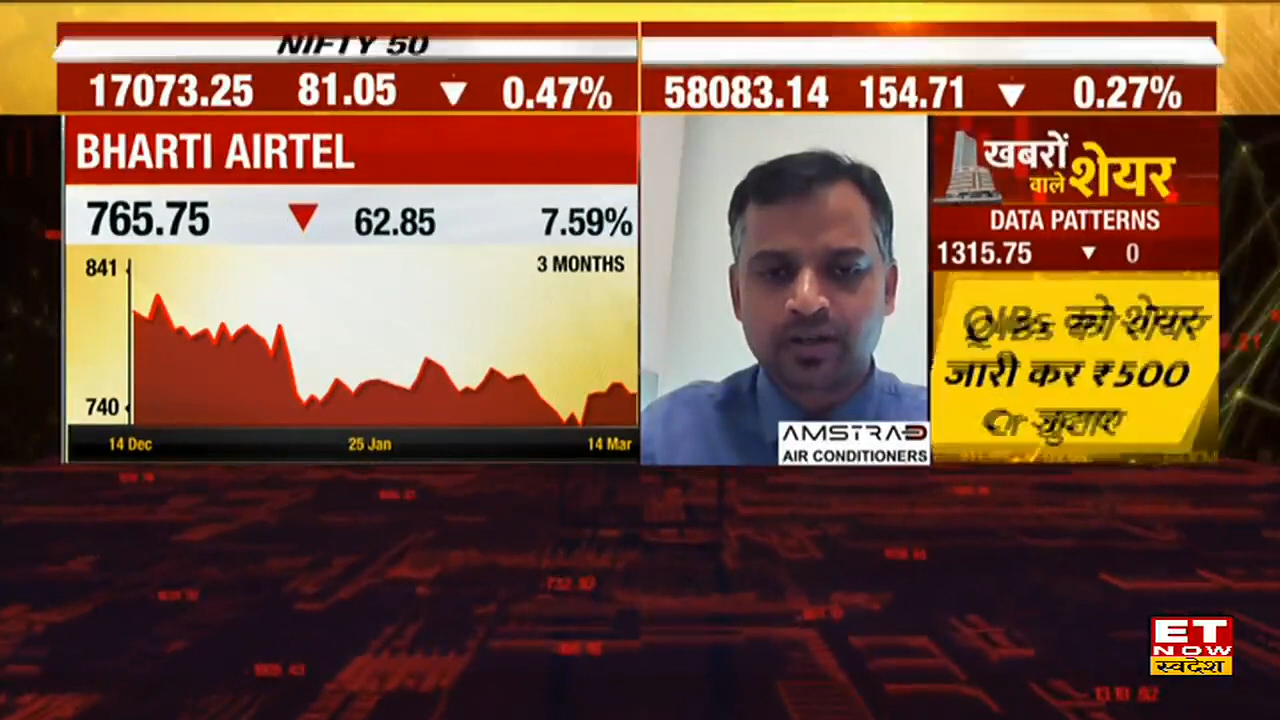 NIFTY 50
17073.25 81.05 ▼ 0.47%
58083.14 154.71 ▼ 0.27%
BHARTI AIRTEL
765.75 ▼ 62.85 7.59%
3 MONTHS
841
740
14 Dec 25 Jan 14 Mar
AMSTRAD
AIR CONDITIONERS
खबरों
वाले शेयर
DATA PATTERNS
1315.75 ▼ 0
QIBs को शेयर
जारी कर ₹500
Cr जुटाए
ET
NOW
स्वदेश